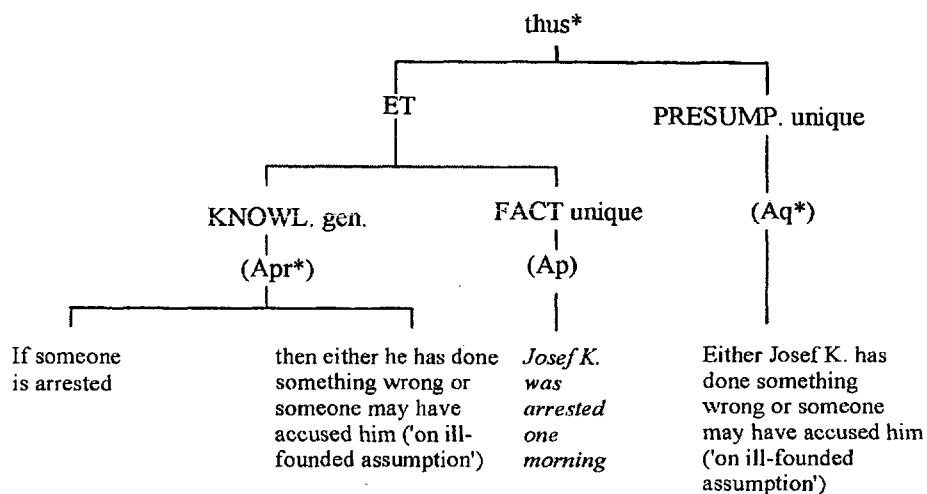 thus*
ET
PRESUMP. unique
KNOWL. gen.
FACT unique
(Aq*)
(Apr*)
(Ap)
If someone
is arrested
then either he has done
something wrong or
someone may have
accused him ('on ill-
founded assumption')
Josef K.
was
arrested
one
morning
Either Josef K. has
done something
wrong or someone
may have accused him
('on ill-founded
assumption')